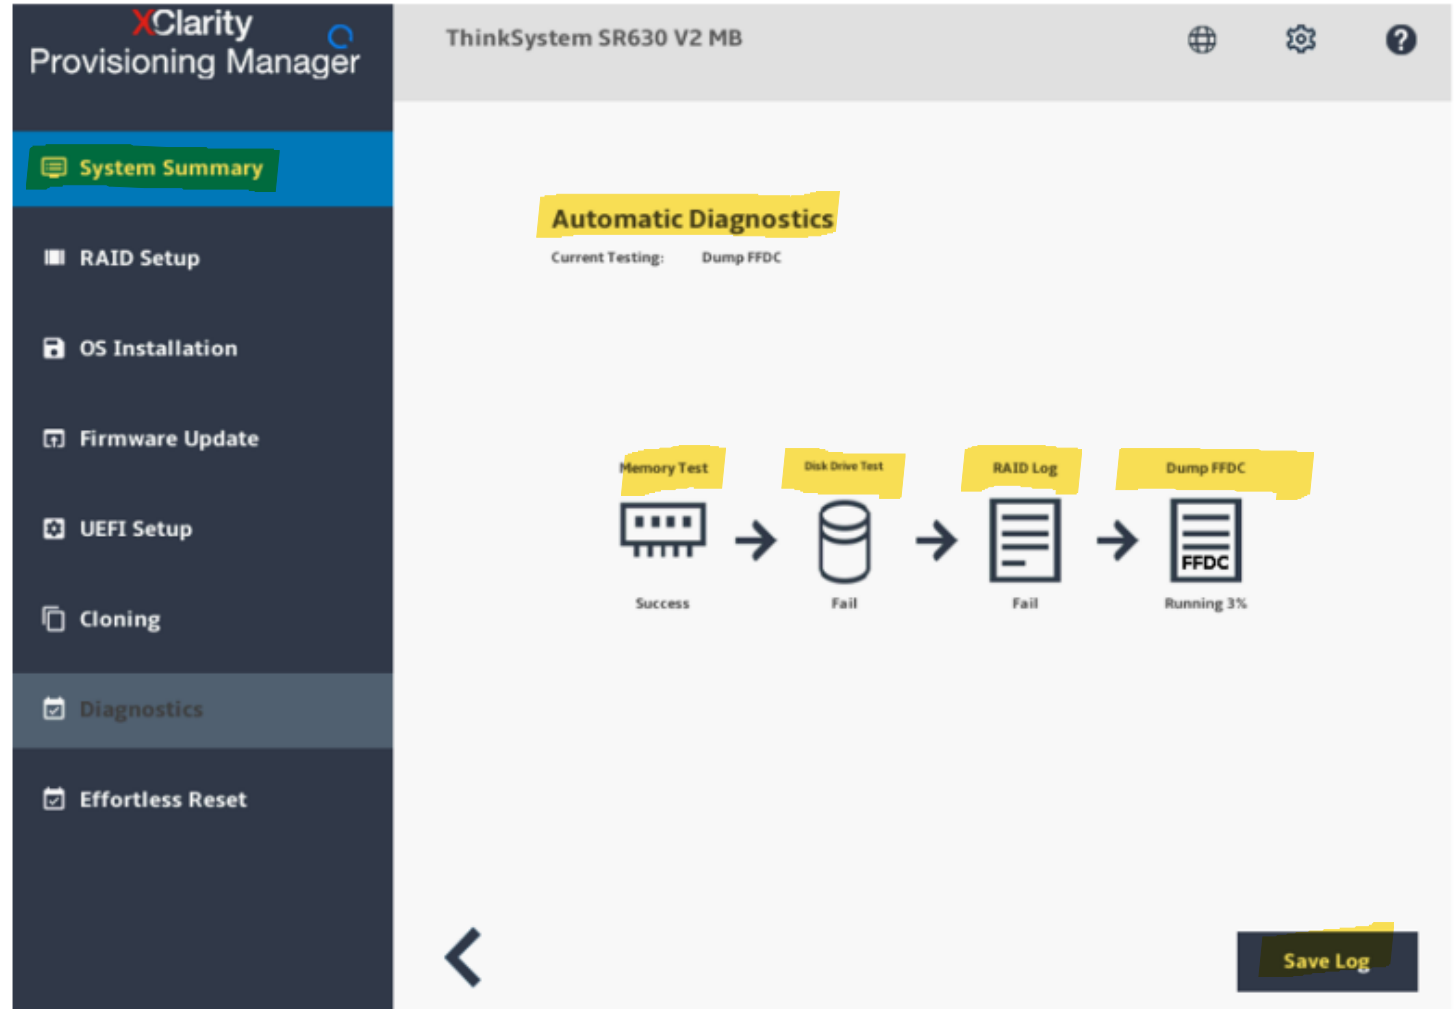 XClarity
Provisioning Manager
ThinkSystem SR630 V2 MB
System Summary
RAID Setup
OS Installation
Firmware Update
UEFI Setup
Cloning
Diagnostics
Effortless Reset
Automatic Diagnostics
Current Testing: Dump FFDC
Memory Test Disk Drive Test RAID Log Dump FFDC
FFDC
Success Fail Fail Running 3%
Save Log